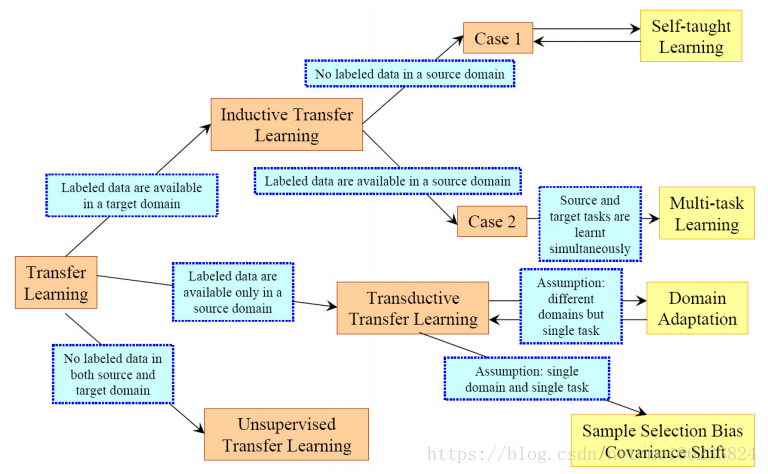 Self-taught
Learning
Case 1
No labeled data in a source domain
Inductive Transfer
Learning
Labeled data are available
in a target domain
Labeled data are available in a source domain
Case 2
Source and
target tasks are
learnt
simultaneously
Multi-task
Learning
Transfer
Learning
Labeled data are
available only in a
source domain
Transductive
Transfer Learning
Assumption:
different
domains but
single task
Domain
Adaptation
No labeled data in
both source and
target domain
Assumption: single
domain and single task
Unsupervised
Transfer Learning
Sample Selection Bias
Covariance Shift